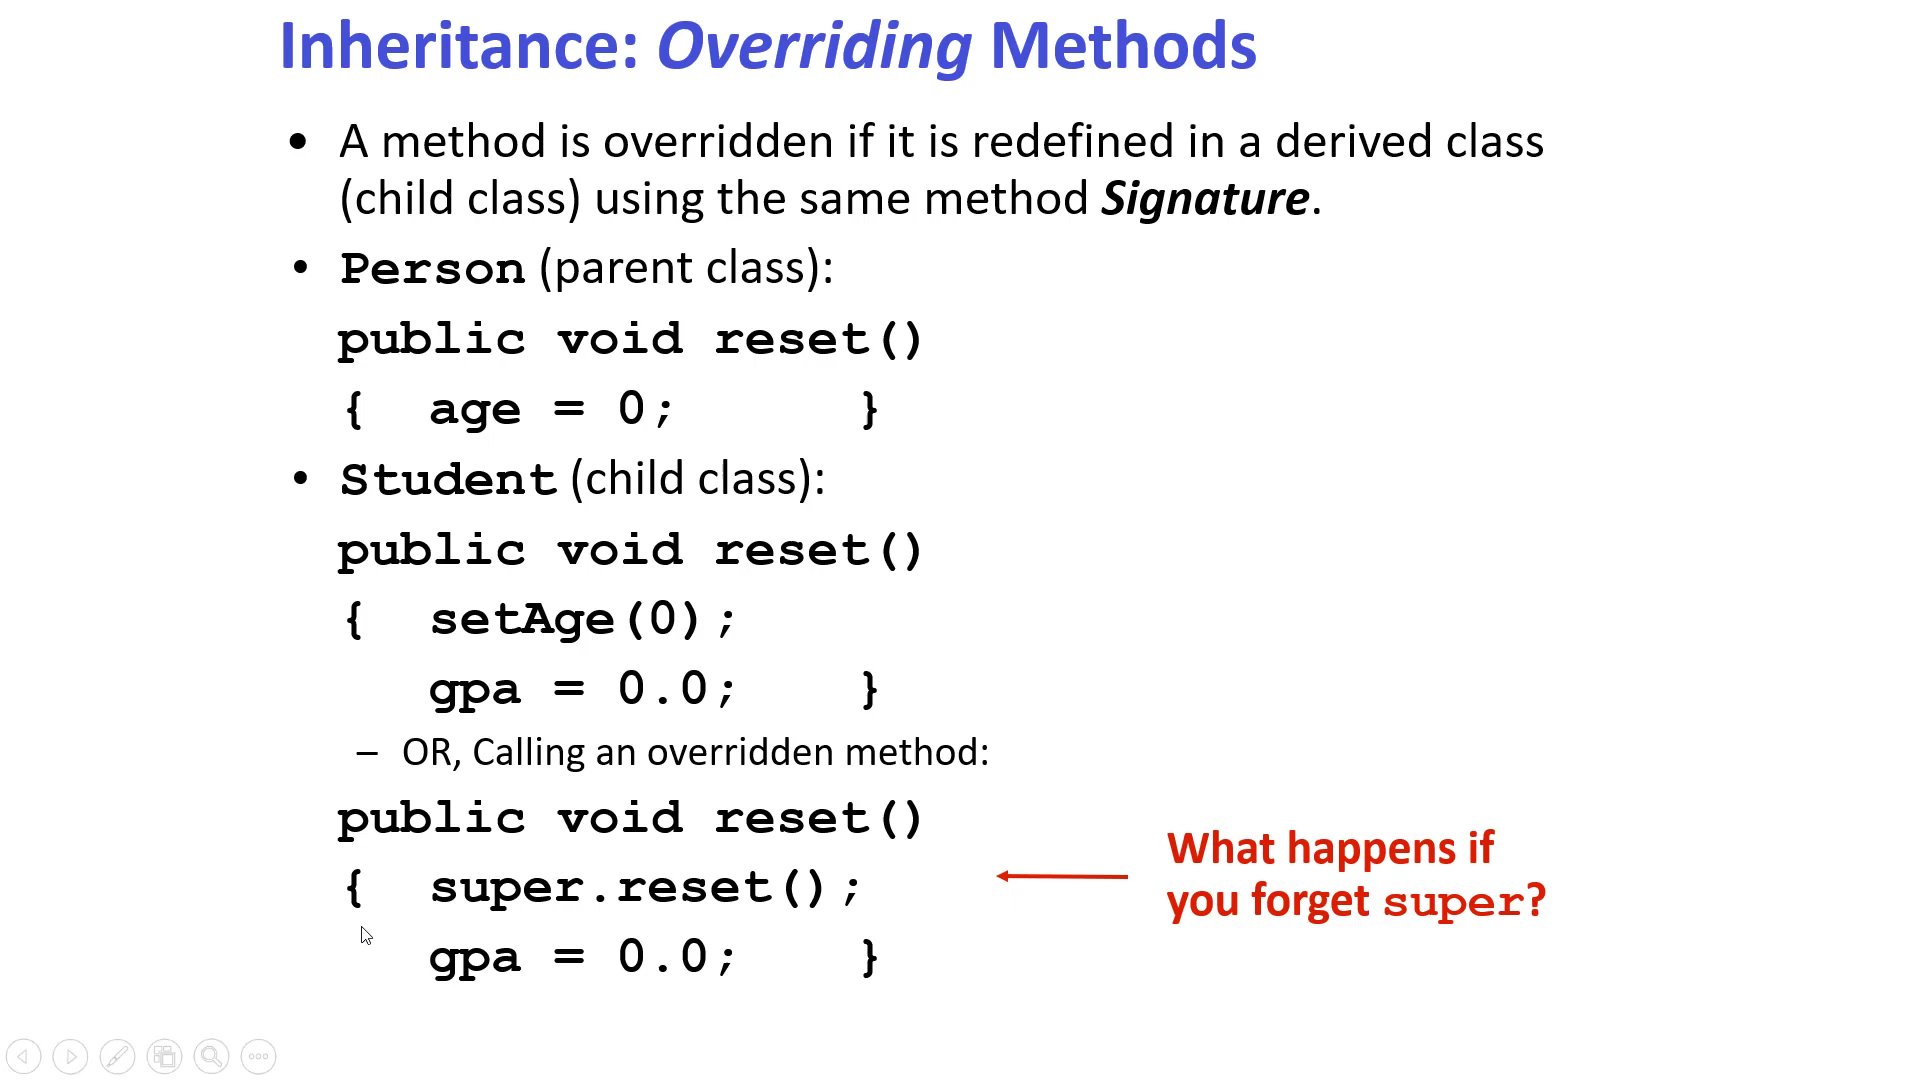 Inheritance: Overriding Methods
• A method is overridden if it is redefined in a derived class
(child class) using the same method Signature.
• Person (parent class):
public void reset()
{ age = 0; }
• Student (child class):
public void reset()
{ setAge(0);
gpa = 0.0; }
– OR, Calling an overridden method:
public void reset()
{ super.reset();
gpa = 0.0; }
What happens if
you forget super?